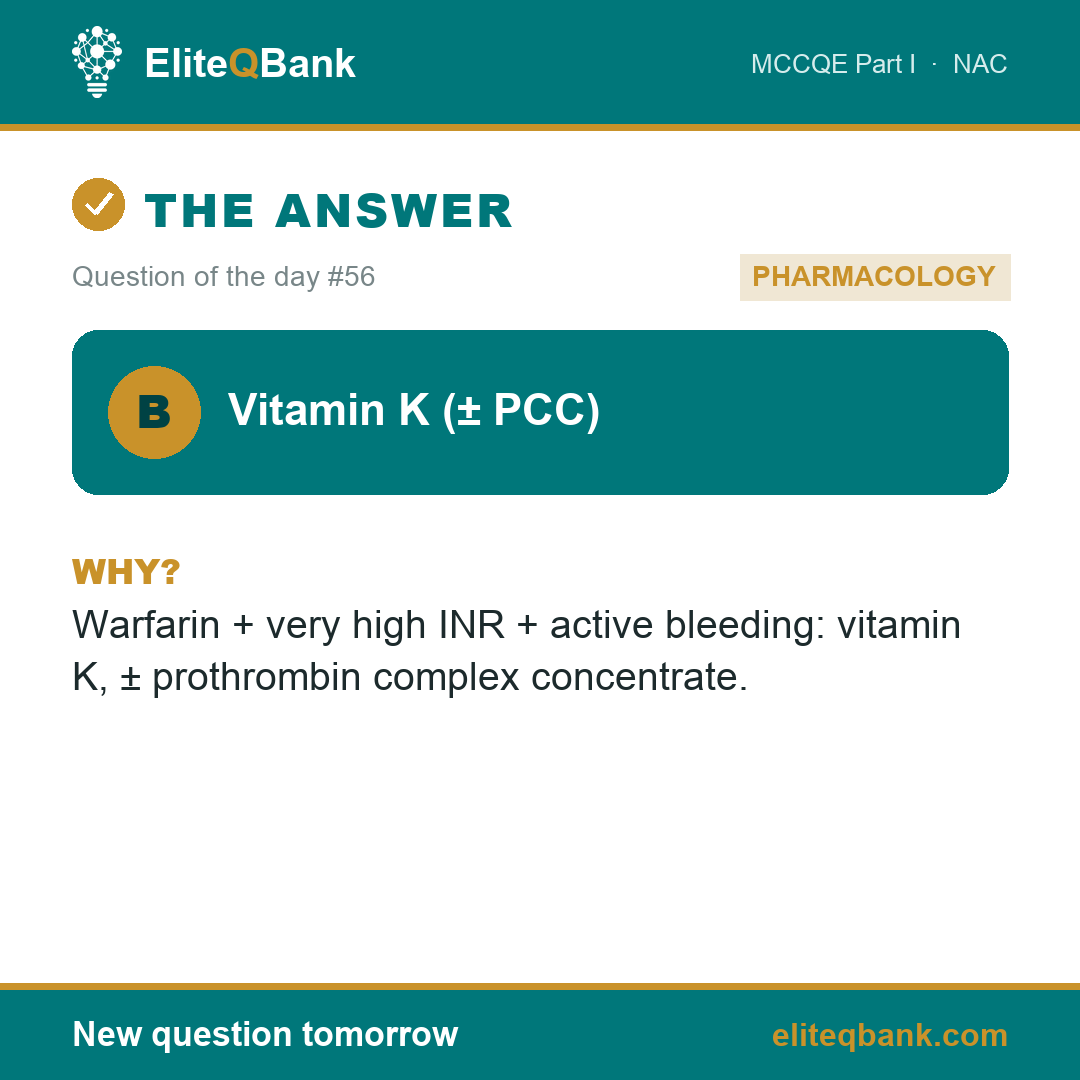 EliteQBank
MCCQE Part I · NAC
THE ANSWER
Question of the day #56
PHARMACOLOGY
B
Vitamin K (± PCC)
WHY?
Warfarin + very high INR + active bleeding: vitamin
K, ± prothrombin complex concentrate.
New question tomorrow
eliteqbank.com